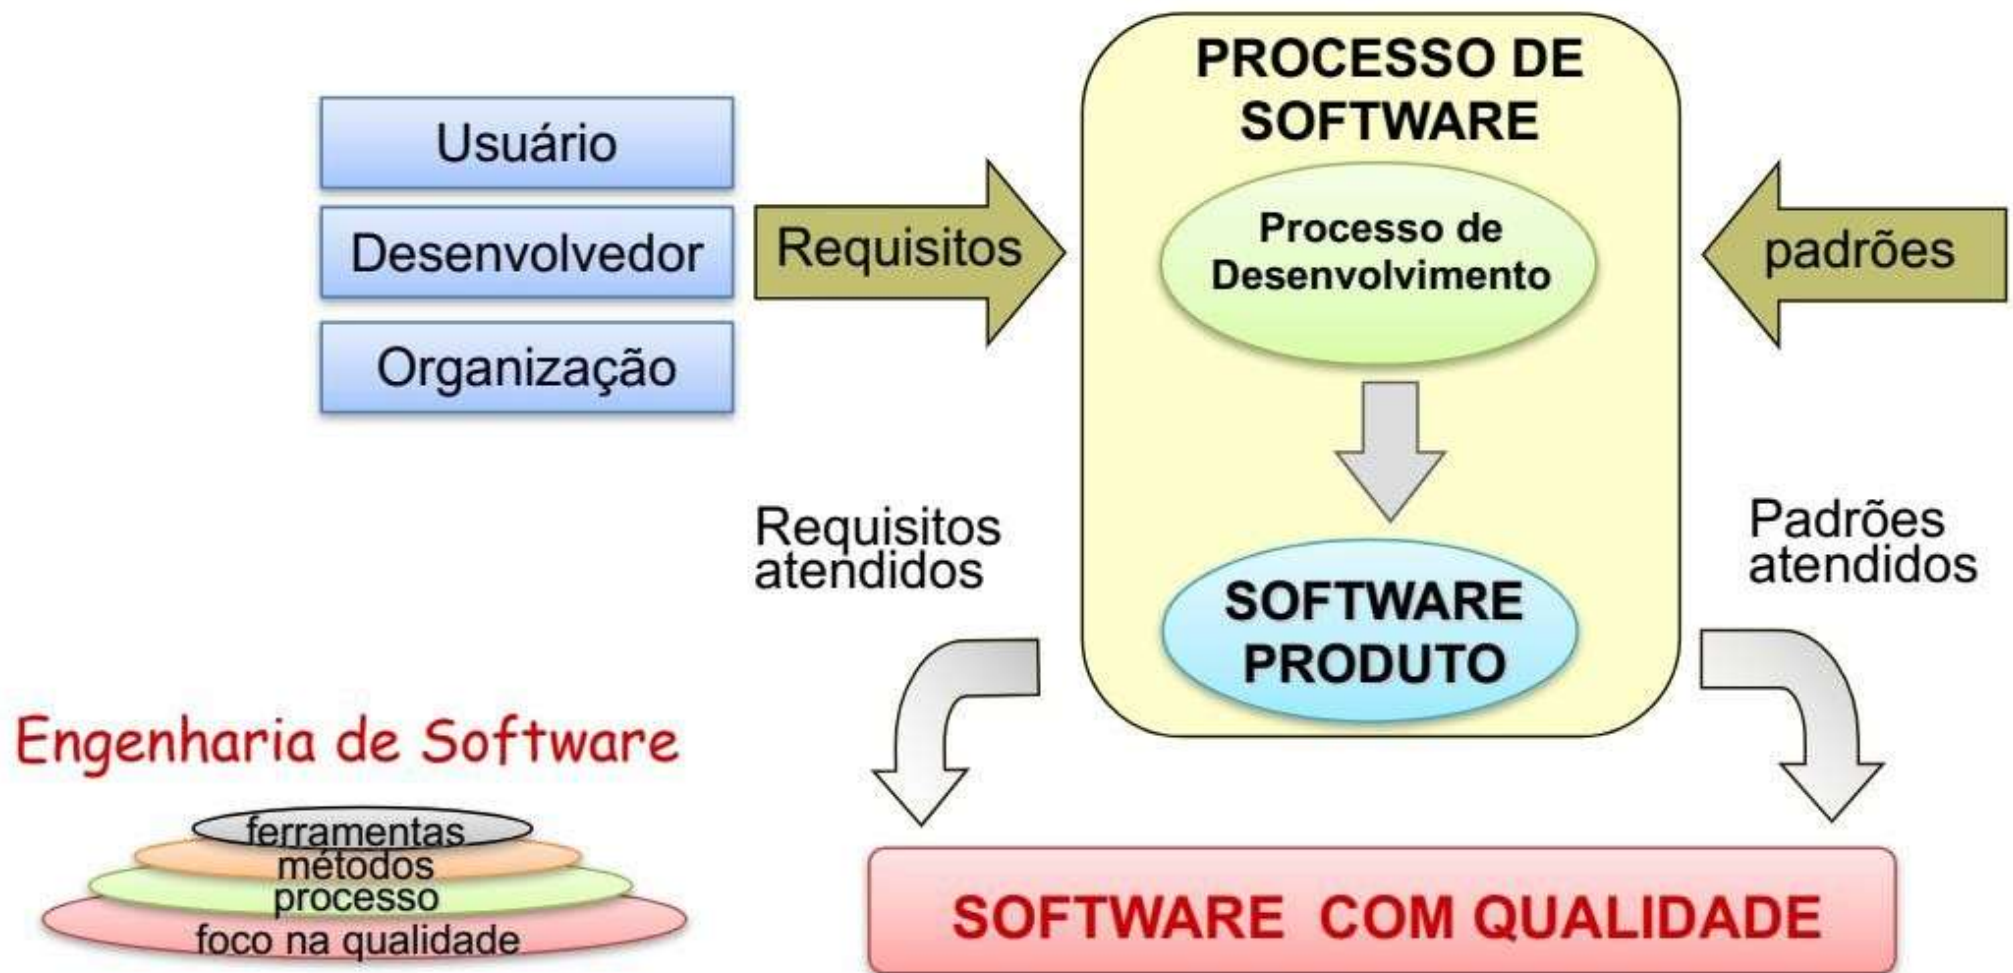 PROCESSO DE
SOFTWARE
Usuário
Desenvolvedor
Organização
Requisitos
Processo de
Desenvolvimento
padrões
Requisitos
atendidos
Padrões
atendidos
SOFTWARE
PRODUTO
Engenharia de Software
ferramentas
métodos
processo
foco na qualidade
SOFTWARE COM QUALIDADE